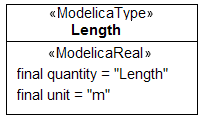 «ModelicaType»
Length
«ModelicaReal»
final quantity = "Length"
final unit = "m"